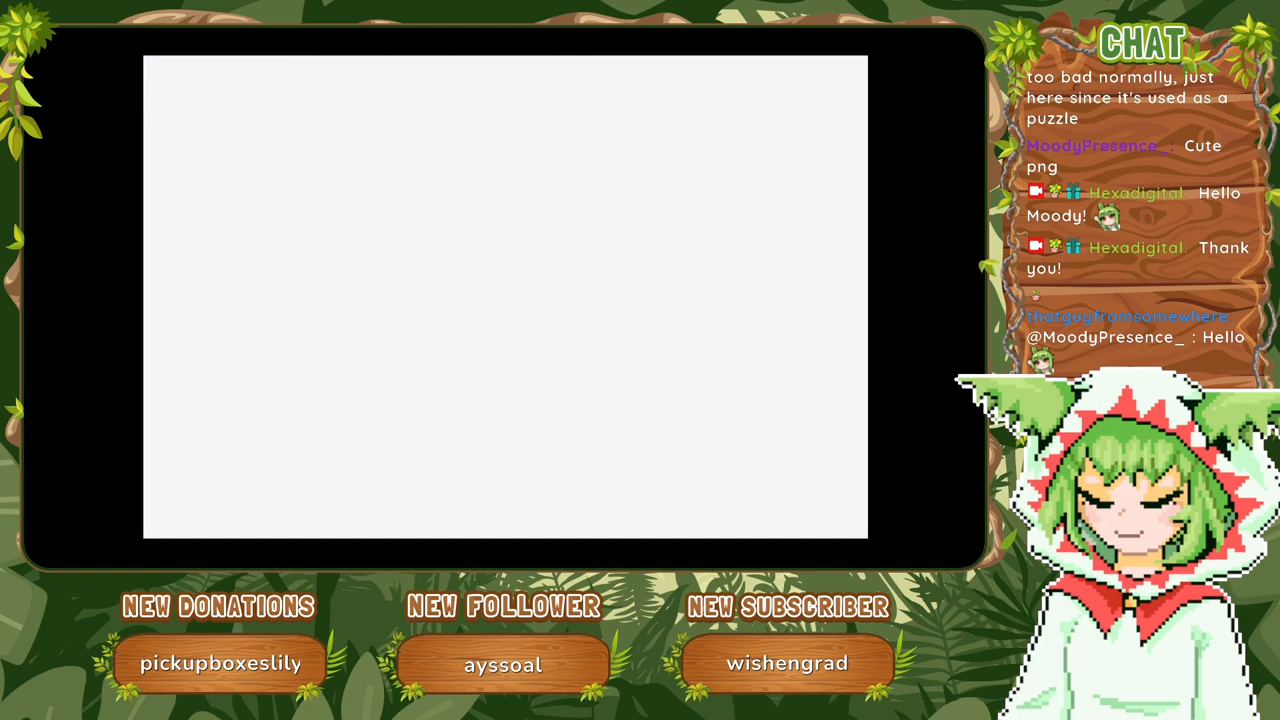 CHAT
too bad normally, just
here since it's used as a
puzzle
MoodyPresence_: Cute
png
Hexadigital: Hello
Moody!
Hexadigital: Thank
you!
thatguyfromsomewhere:
@MoodyPresence_ : Hello
NEW DONATIONS
pickupboxeslily
NEW FOLLOWER
ayssoal
NEW SUBSCRIBER
wishengrad